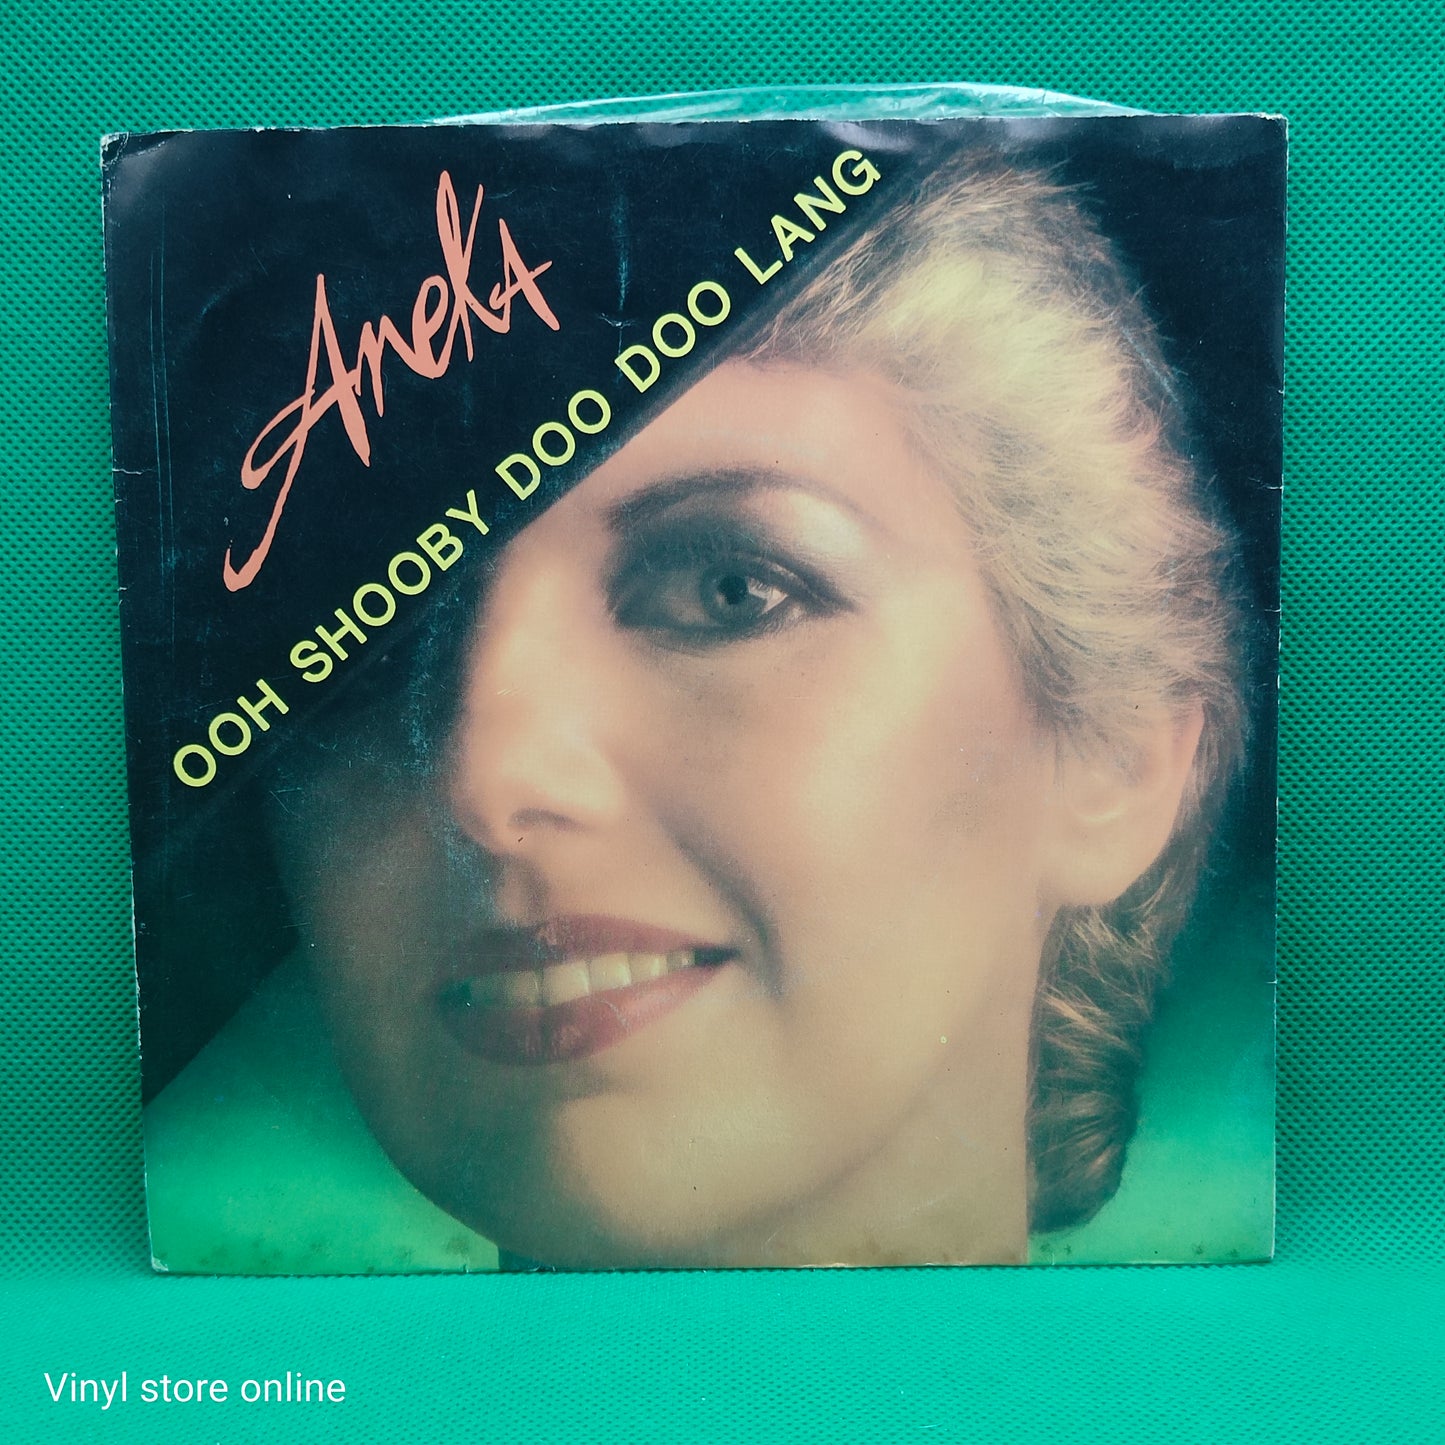 Aneka
OOH SHOOBY DOO DOO LANG
Vinyl store online